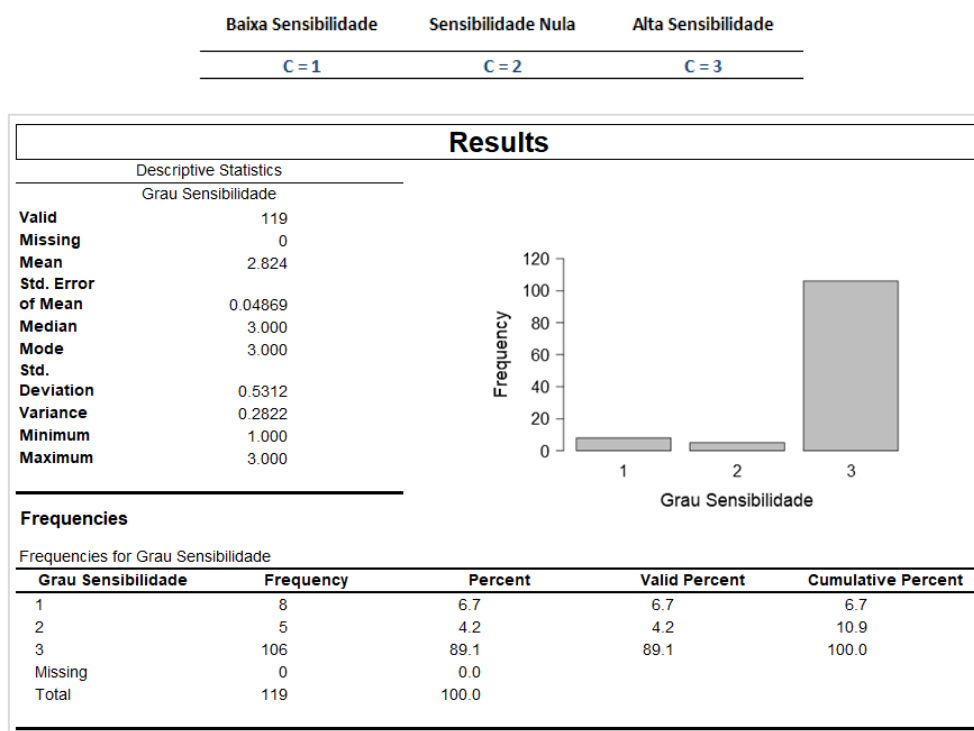 Baixa Sensibilidade Sensibilidade Nula Alta Sensibilidade
C = 1 C = 2 C = 3
Results
Descriptive Statistics
Grau Sensibilidade
Valid 119
Missing 0
Mean 2.824
Std. Error
of Mean 0.04869
Median 3.000
Mode 3.000
Std.
Deviation 0.5312
Variance 0.2822
Minimum 1.000
Maximum 3.000
120
100
80
60
40
20
0
Frequency
1 2 3
Grau Sensibilidade
Frequencies
Frequencies for Grau Sensibilidade
Grau Sensibilidade Frequency Percent Valid Percent Cumulative Percent
1 8 6.7 6.7 6.7
2 5 4.2 4.2 10.9
3 106 89.1 89.1 100.0
Missing 0 0.0
Total 119 100.0